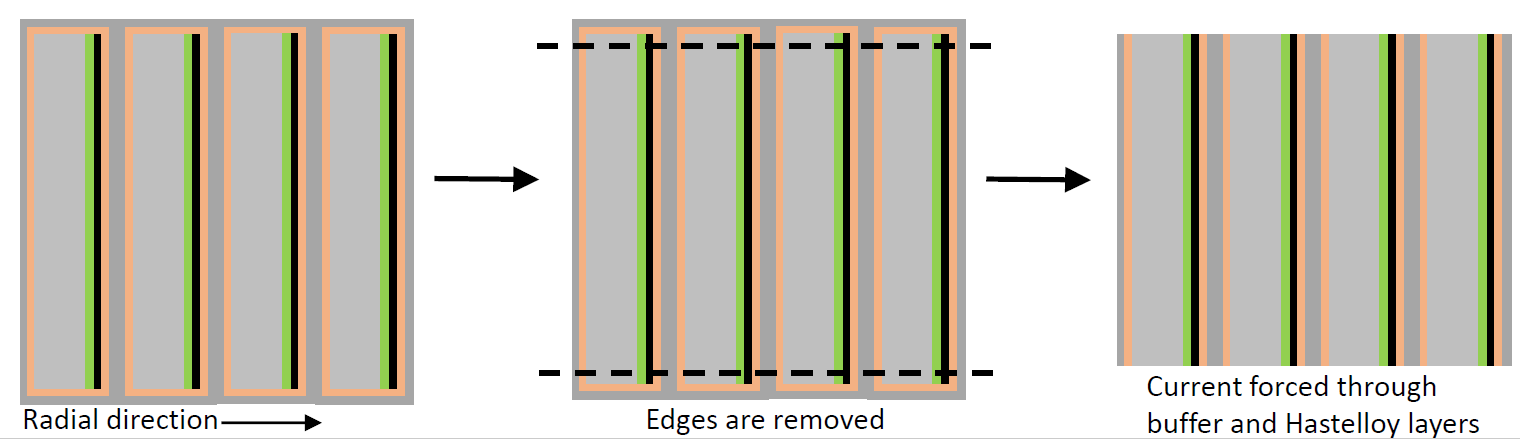 Radial direction
Edges are removed
Current forced through
buffer and Hastelloy layers